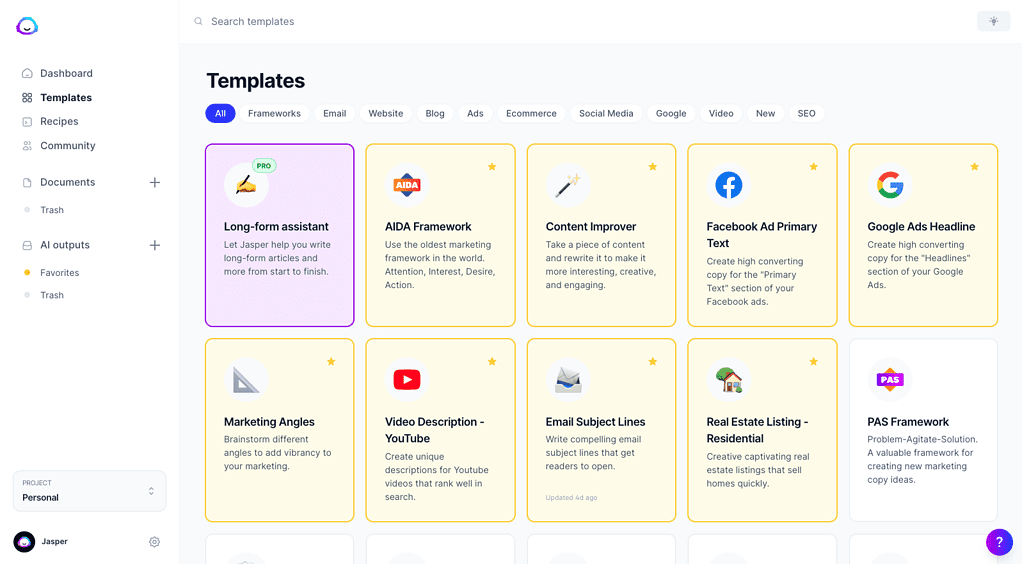 Search templates
Dashboard
Templates
Recipes
Community
Documents
Trash
AI outputs
Favorites
Trash
PROJECT
Personal
Jasper
Templates
All
Frameworks
Email
Website
Blog
Ads
Ecommerce
Social Media
Google
Video
New
SEO
PRO
Long-form assistant
Let Jasper help you write
long-form articles and
more from start to finish.
AIDA
AIDA Framework
Use the oldest marketing
framework in the world.
Attention, Interest, Desire,
Action.
Content Improver
Take a piece of content
and rewrite it to make it
more interesting, creative,
and engaging.
Facebook Ad Primary
Text
Create high converting
copy for the "Primary
Text" section of your
Facebook ads.
Google Ads Headline
Create high converting
copy for the "Headlines"
section of your Google
Ads.
Marketing Angles
Brainstorm different
angles to add vibrancy to
your marketing.
Video Description -
YouTube
Create unique
descriptions for Youtube
videos that rank well in
search.
Email Subject Lines
Write compelling email
subject lines that get
readers to open.
Updated 4d ago
Real Estate Listing -
Residential
Creative captivating real
estate listings that sell
homes quickly.
PAS
PAS Framework
Problem-Agitate-Solution.
A valuable framework for
creating new marketing
copy ideas.
?